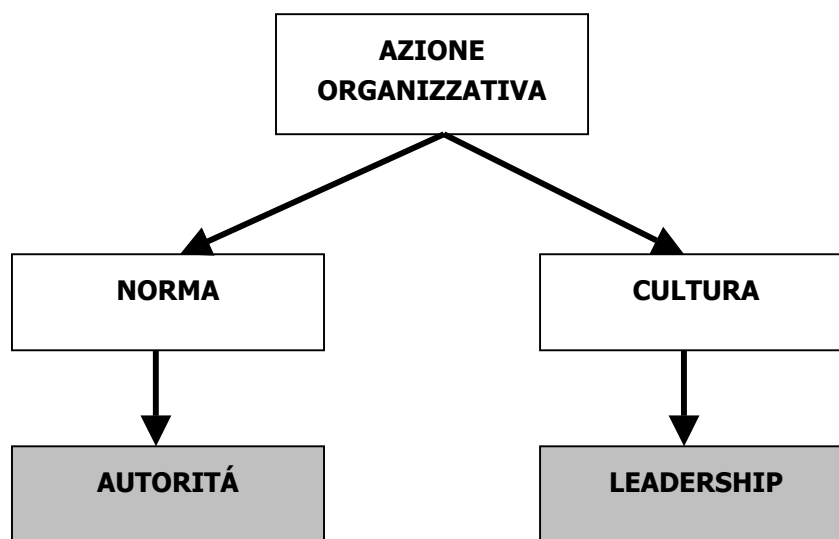 AZIONE
ORGANIZZATIVA
NORMA
CULTURA
AUTORITÁ
LEADERSHIP